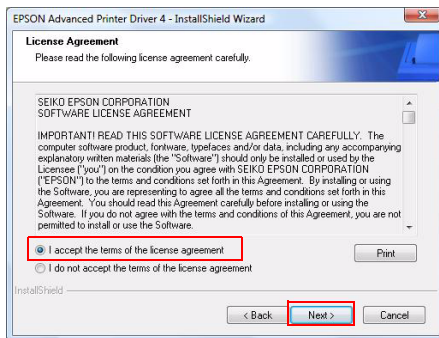 EPSON Advanced Printer Driver 4 - InstallShield Wizard
License Agreement
Please read the following license agreement carefully.
SEIKO EPSON CORPORATION
SOFTWARE LICENSE AGREEMENT
IMPORTANT! READ THIS SOFTWARE LICENSE AGREEMENT CAREFULLY. The
computer software product, fontware, typefaces and/or data, including any accompanying
explanatory written materials (the "Software") should only be installed or used by the
Licensee ("you") on the condition you agree with SEIKO EPSON CORPORATION
("EPSON") to the terms and conditions set forth in this Agreement. By installing or using
the Software, you are representing to agree all the terms and conditions set forth in this
Agreement. You should read this Agreement carefully before installing or using the
Software. If you do not agree with the terms and conditions of this Agreement, you are not
permitted to install or use the Software.
I accept the terms of the license agreement
Print
I do not accept the terms of the license agreement
InstallShield
< Back
Next >
Cancel